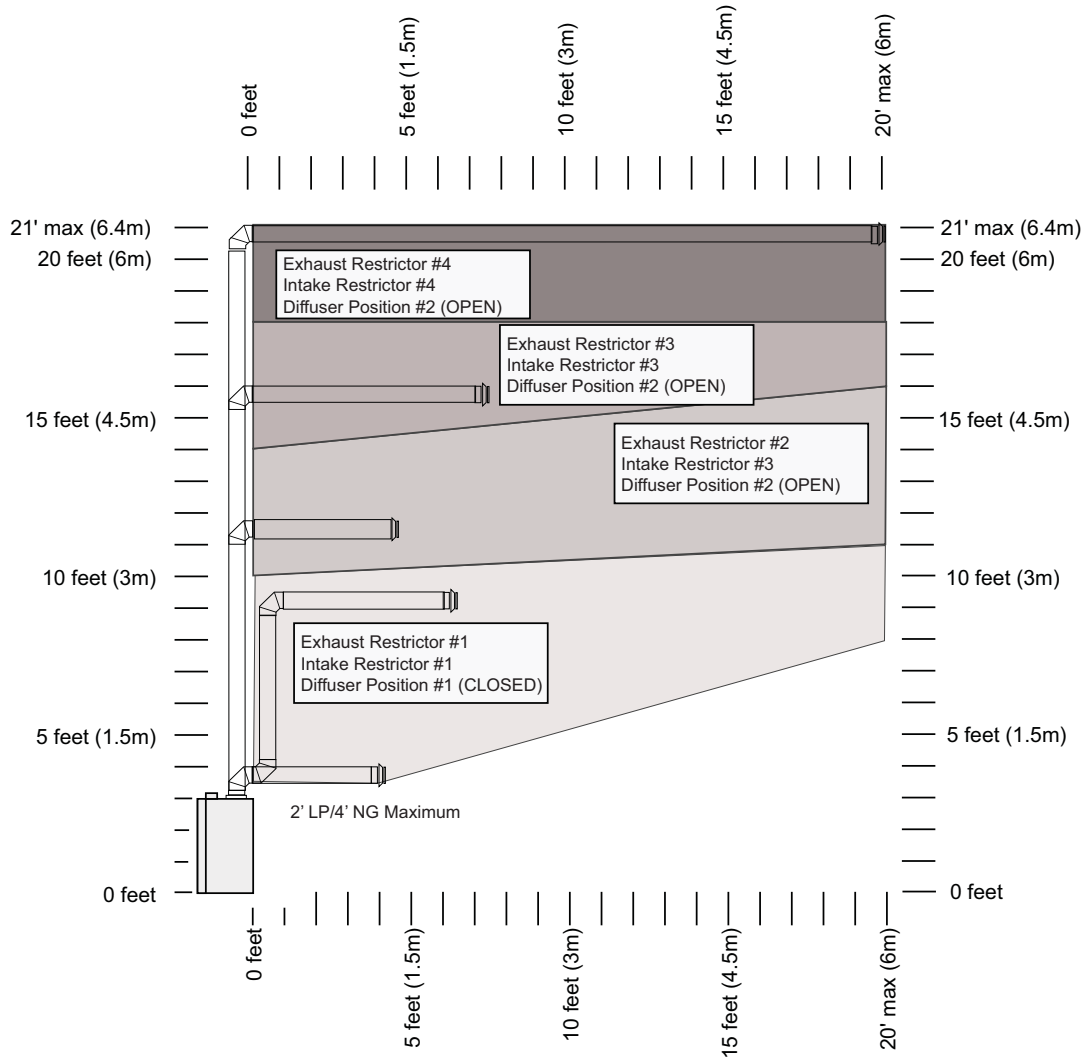 0 feet
5 feet (1.5m)
10 feet (3m)
15 feet (4.5m)
20' max (6m)
21' max (6.4m)
21' max (6.4m)
20 feet (6m)
20 feet (6m)
Exhaust Restrictor #4
Intake Restrictor #4
Diffuser Position #2 (OPEN)
Exhaust Restrictor #3
Intake Restrictor #3
Diffuser Position #2 (OPEN)
15 feet (4.5m)
15 feet (4.5m)
Exhaust Restrictor #2
Intake Restrictor #3
Diffuser Position #2 (OPEN)
10 feet (3m)
10 feet (3m)
Exhaust Restrictor #1
Intake Restrictor #1
Diffuser Position #1 (CLOSED)
5 feet (1.5m)
5 feet (1.5m)
2’ LP/4’ NG Maximum
0 feet
0 feet
0 feet
5 feet (1.5m)
10 feet (3m)
15 feet (4.5m)
20' max (6m)